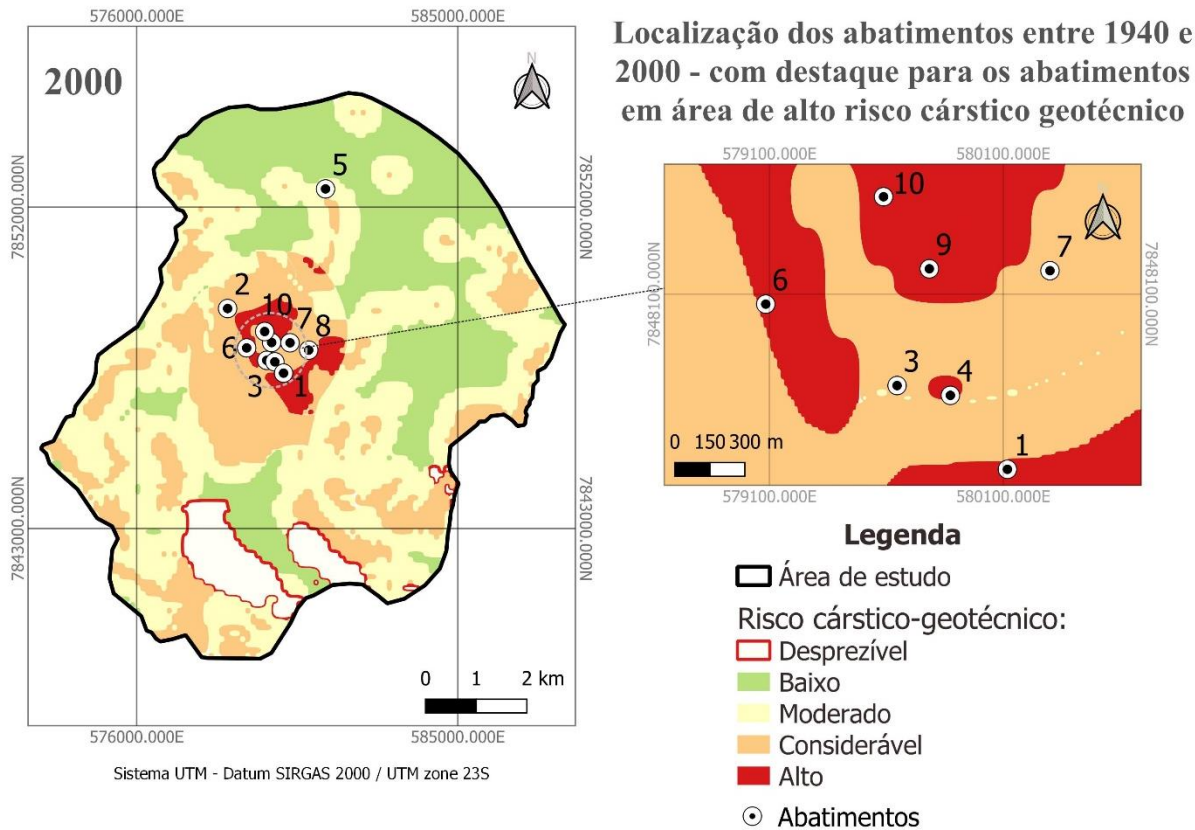 576000.000E
585000.000E
2000
N
5
7852000.000N
7852000.000N
2
10
7
8
6
3
1
7843000.000N
7843000.000N
0 1 2 km
576000.000E
585000.000E
Sistema UTM - Datum SIRGAS 2000 / UTM zone 23S
Localização dos abatimentos entre 1940 e
2000 - com destaque para os abatimentos
em área de alto risco cárstico geotécnico
579100.000E
580100.000E
10
9
7
6
7848100.000N
7848100.000N
3
4
0 150 300 m
1
579100.000E
580100.000E
Legenda
Área de estudo
Risco cárstico-geotécnico:
Desprezível
Baixo
Moderado
Considerável
Alto
Abatimentos